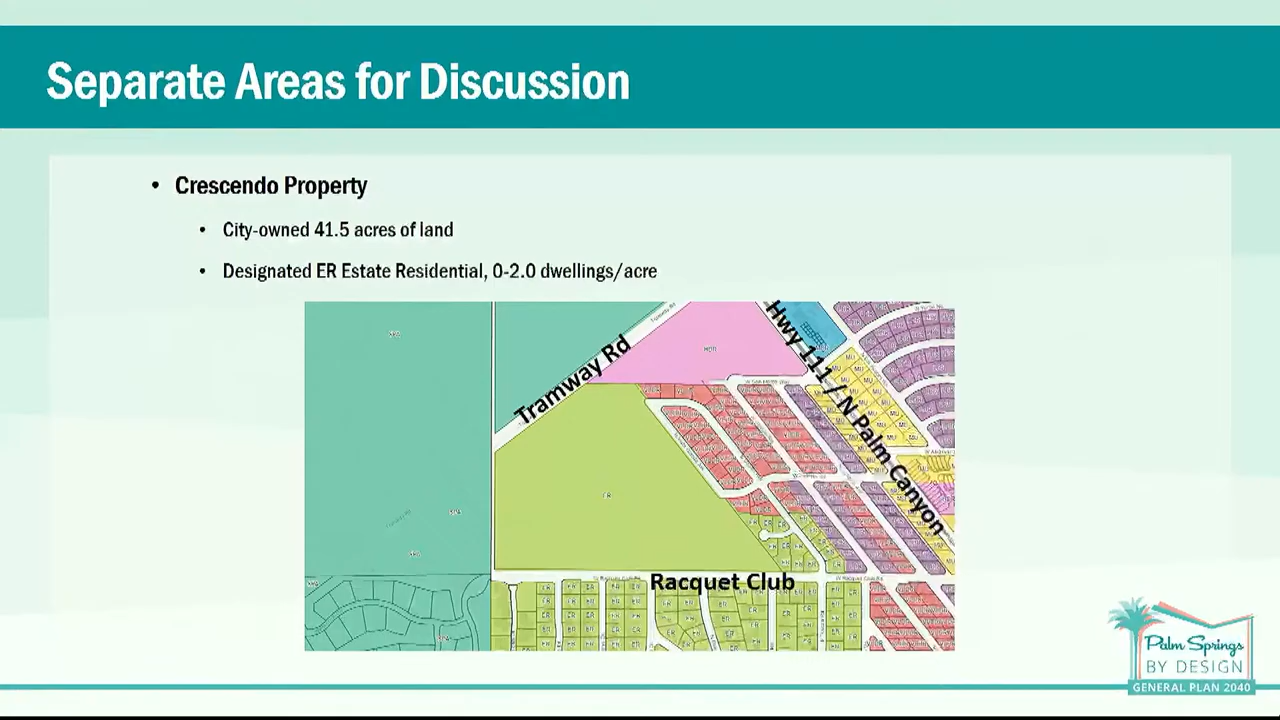 Separate Areas for Discussion
• Crescendo Property
• City-owned 41.5 acres of land
• Designated ER Estate Residential, 0-2.0 dwellings/acre
Tramway Rd
Hwy 111 / N Palm Canyon
Racquet Club
ER
Palm Springs
BY DESIGN
GENERAL PLAN 2040